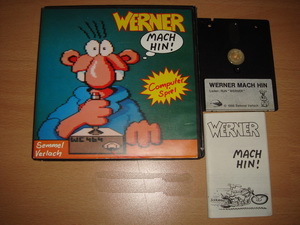 WERNER
MACH
HIN!
Computer
Spiel
Semmel
Verlach
WERNER MACH HIN
WERNER
MACH
HIN!